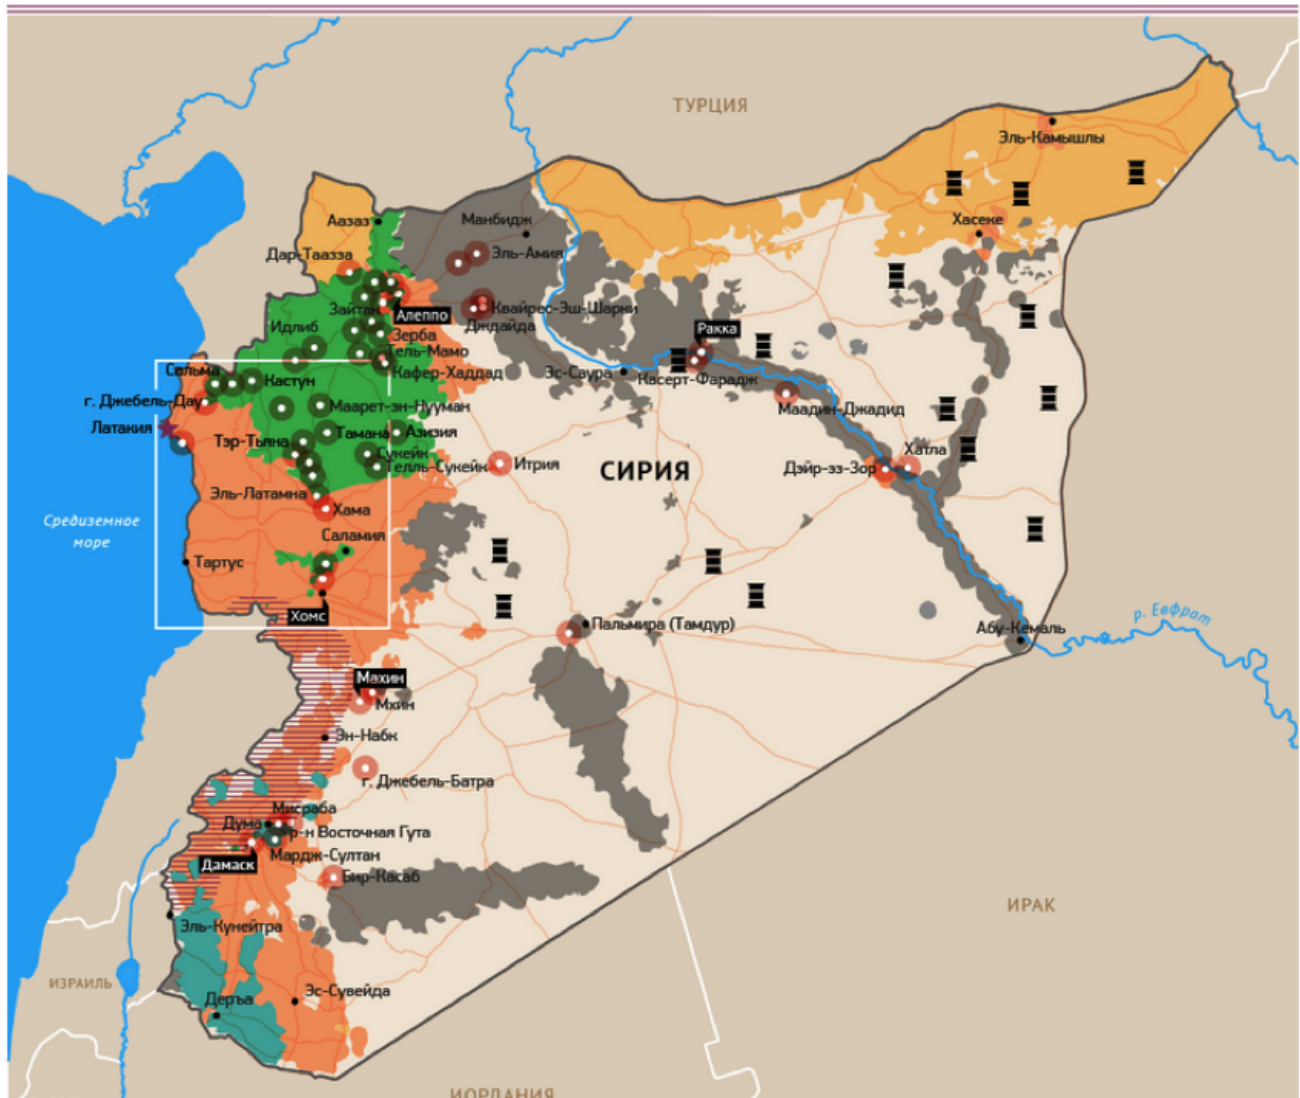 ТУРЦИЯ
Эль-Камышлы
Аазаз
Манбидж
Хасеке
Дар-Таазза
Эль-Амия
Зайтан
Алеппо
Квайрес-Эш-Шарки
Дждайда
Идлиб
Зерба
Ракка
Тель-Мамо
Сельма
Кастун
Кафер-Хаддад
Эс-Саура
Касерт-Фарадж
г. Джебель-Дау
Маарет-эн-Нууман
Маадин-Джадид
Латакия
Тэр-Тьяна
Тамана
Азизия
Сукейк
Хатла
Телль-Сукейк
Итрия
СИРИЯ
Дэйр-эз-Зор
Эль-Латамна
Хама
Средиземное
море
Саламия
Тартус
Хомс
Пальмира (Тамдур)
Абу-Кемаль
р. Евфрат
Махин
Мхин
Эн-Набк
г. Джебель-Батра
Мисраба
Дума
р-н Восточная Гута
Мардж-Султан
Дамаск
Бир-Касаб
ИРАК
Эль-Кунейтра
ИЗРАИЛЬ
Деръа
Эс-Сувейда
ИОРДАНИЯ